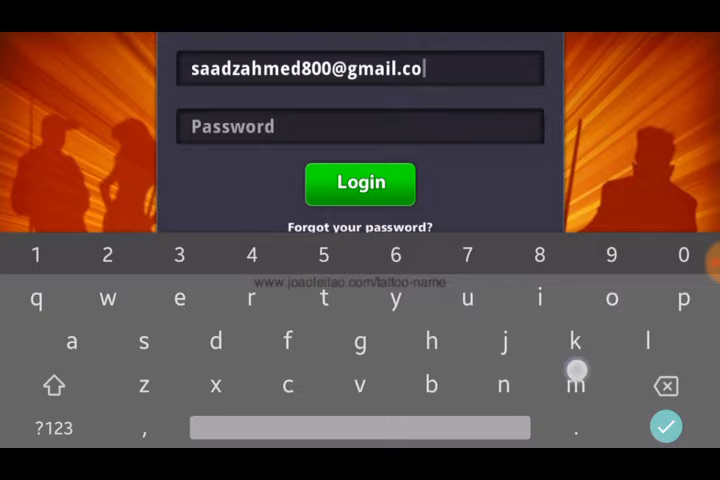 saadzahmed800@gmail.co
Password
Login
Forgot your password?
1 2 3 4 5 6 7 8 9 0
www.joaoleitao.com/tattoo-name
q w e r t y u i o p
a s d f g h j k l
z x c v b n m
?123 , .